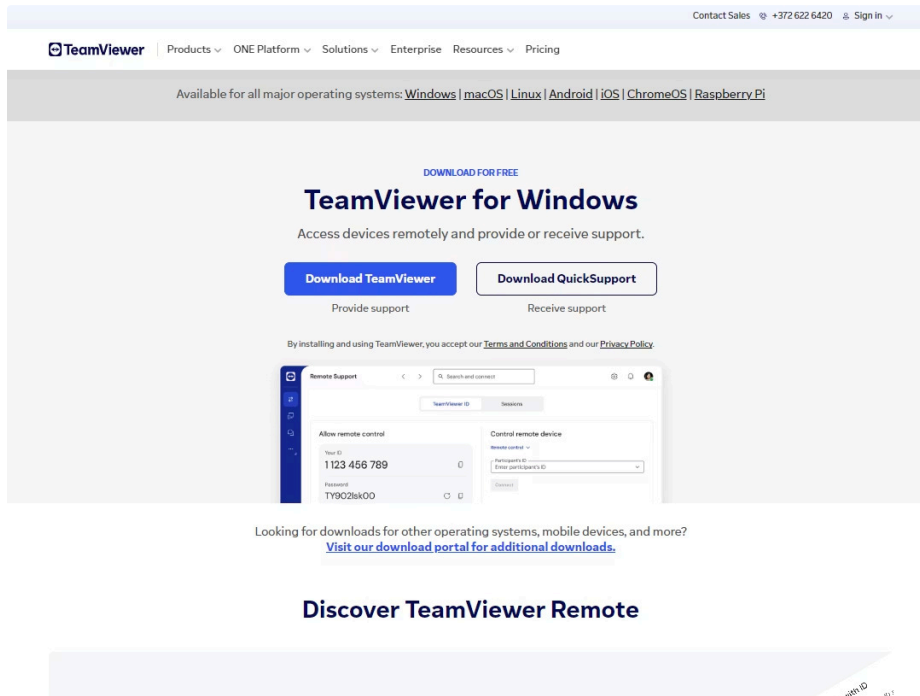 Contact Sales +372 622 6420 Sign in
TeamViewer Products ONE Platform Solutions Enterprise Resources Pricing
Available for all major operating systems: Windows | macOS | Linux | Android | iOS | ChromeOS | Raspberry Pi
DOWNLOAD FOR FREE
TeamViewer for Windows
Access devices remotely and provide or receive support.
Download TeamViewer Download QuickSupport
Provide support Receive support
By installing and using TeamViewer, you accept our Terms and Conditions and our Privacy Policy.
Remote Support Search and connect
TeamViewer ID Sessions
Allow remote control Control remote device
Remote control
Your ID Participant's ID
1 123 456 789 Enter participant's ID
Password Connect
TY902lsk00
Looking for downloads for other operating systems, mobile devices, and more?
Visit our download portal for additional downloads.
Discover TeamViewer Remote
with ID